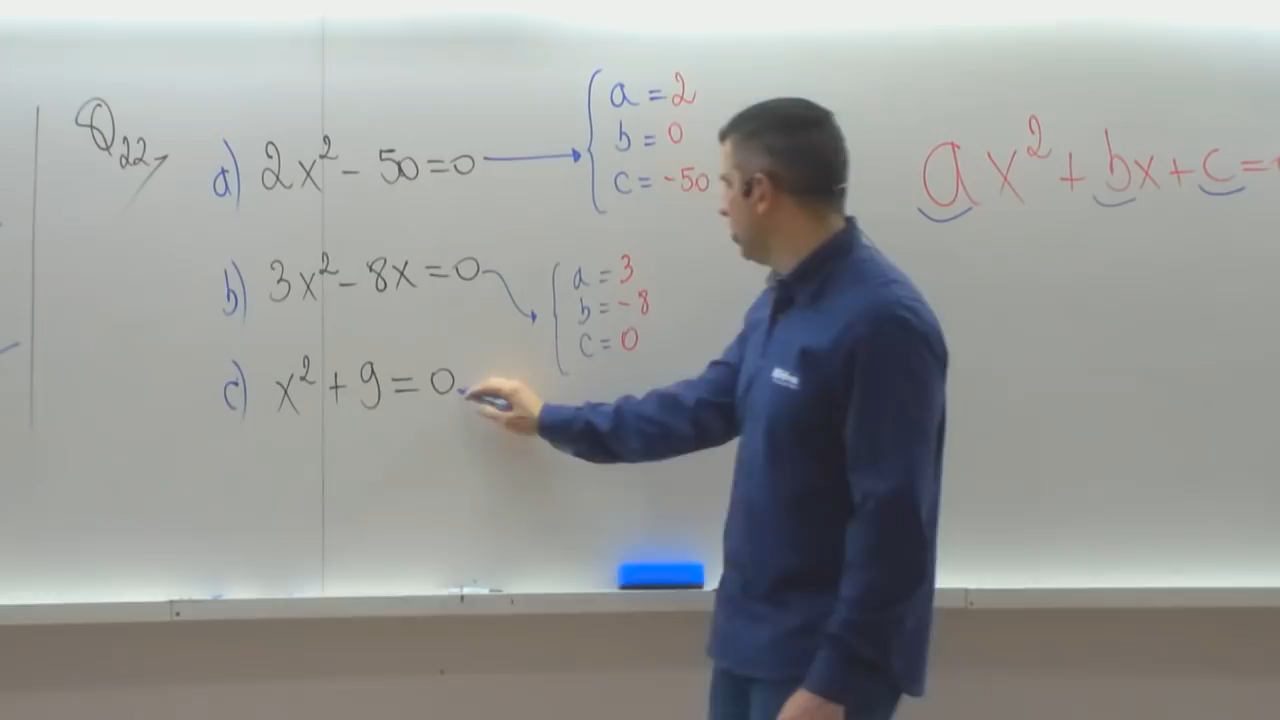 Q22
a) 2x² - 50 = 0
a = 2
b = 0
c = -50
b) 3x² - 8x = 0
a = 3
b = -8
c = 0
c) x² + 9 = 0
ax² + bx + c =